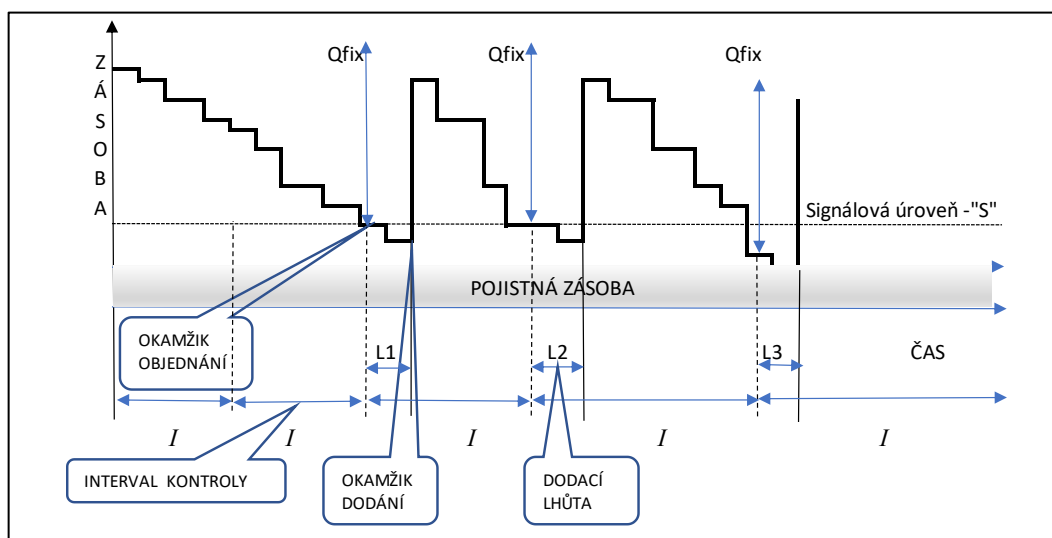 Z
Á
S
O
B
A
Qfix
Qfix
Qfix
Signálová úroveň -"S"
POJISTNÁ ZÁSOBA
OKAMŽIK
OBJEDNÁNÍ
L1
L2
L3
ČAS
I
I
I
I
I
INTERVAL KONTROLY
OKAMŽIK
DODÁNÍ
DODACÍ
LHŮTA